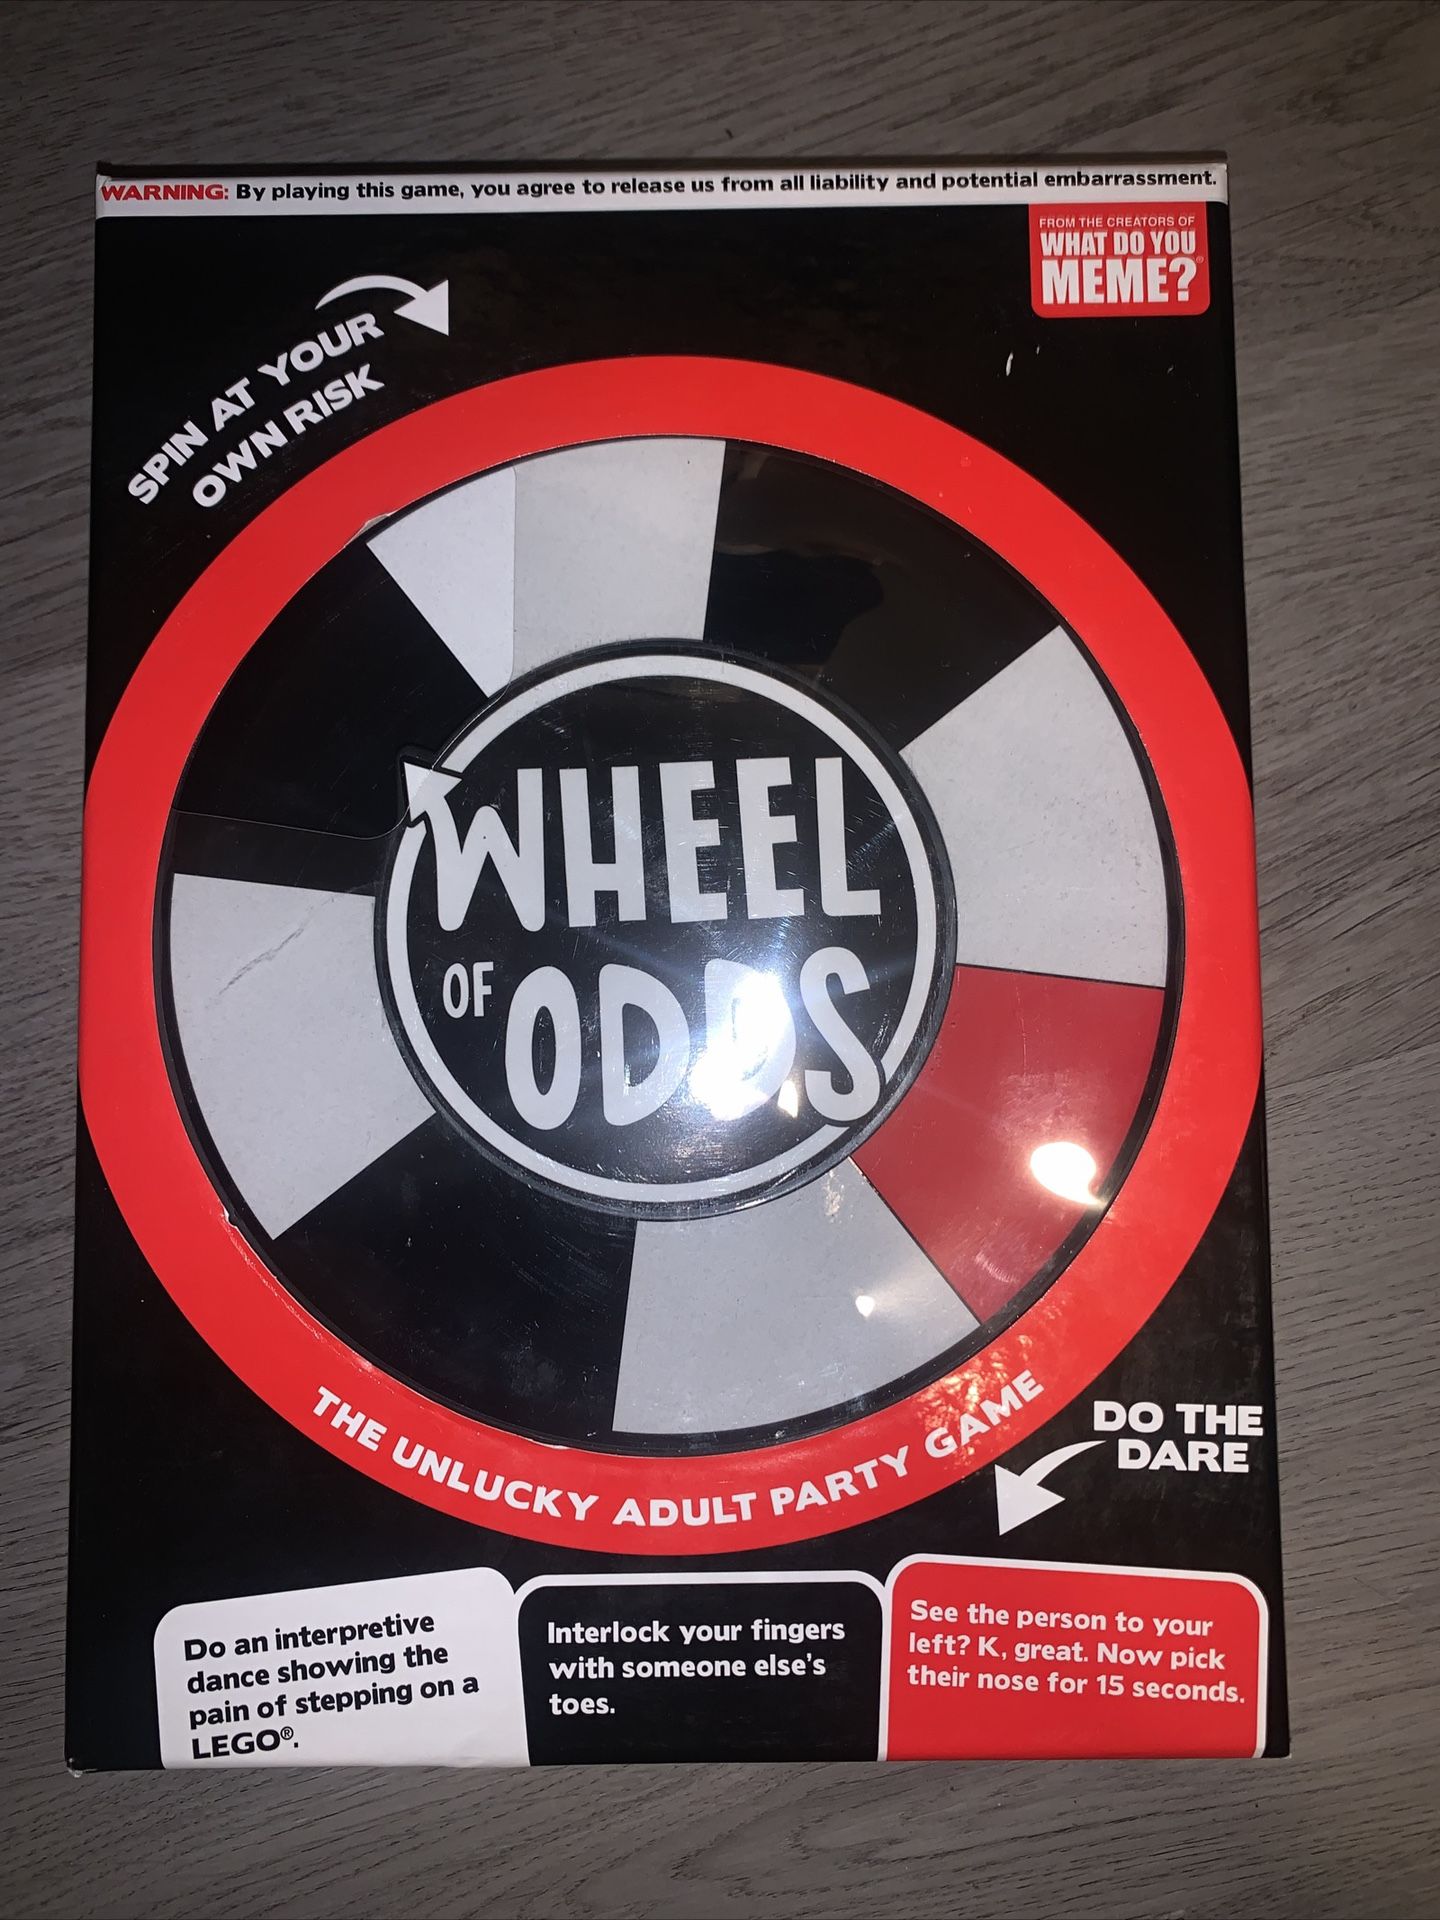 WARNING: By playing this game, you agree to release us from all liability and potential embarrassment.
FROM THE CREATORS OF
WHAT DO YOU
MEME?®
SPIN AT YOUR
OWN RISK
WHEEL
OF ODDS
THE UNLUCKY ADULT PARTY GAME
DO THE
DARE
Do an interpretive
dance showing the
pain of stepping on a
LEGO®.
Interlock your fingers
with someone else's
toes.
See the person to your
left? K, great. Now pick
their nose for 15 seconds.